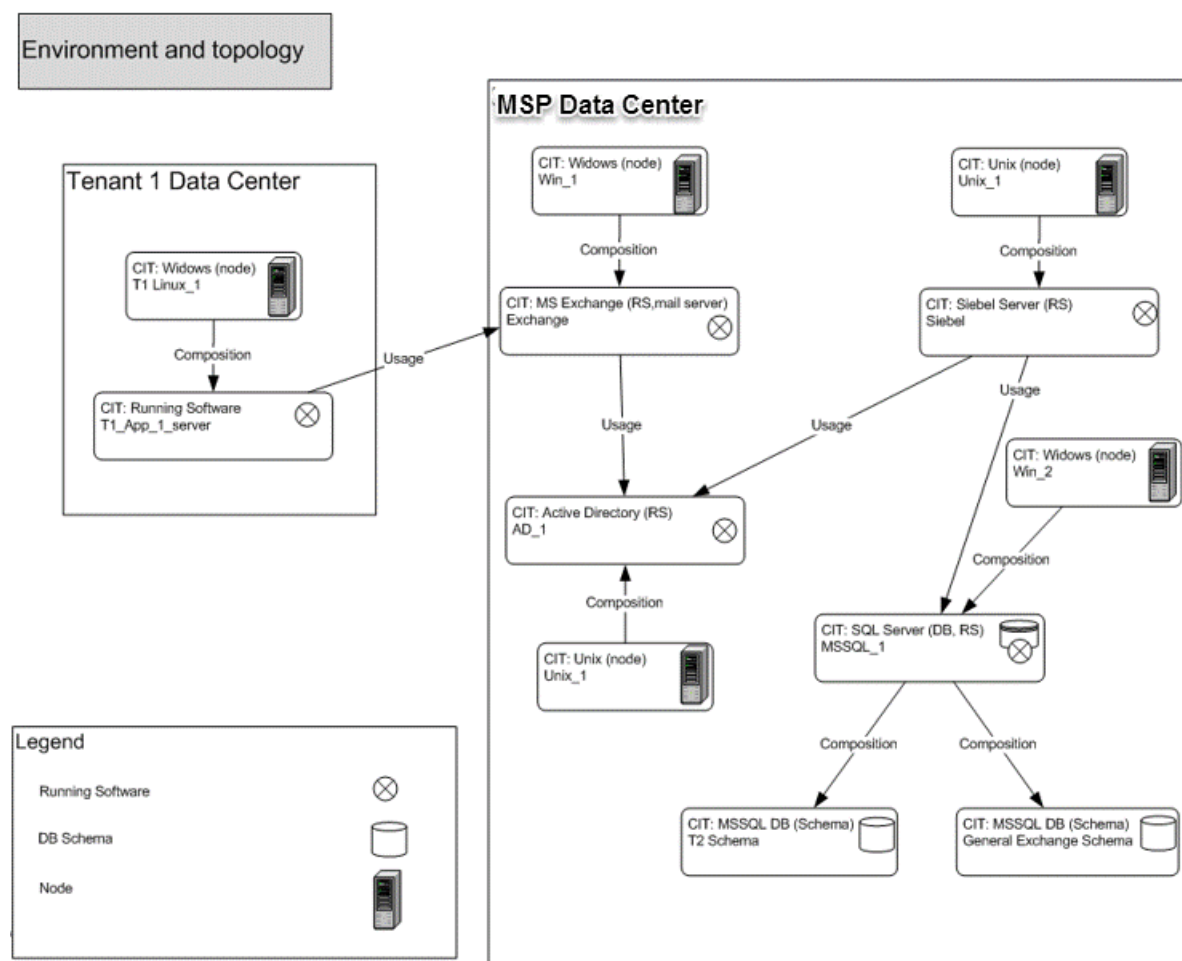 Environment and topology
MSP Data Center
Tenant 1 Data Center
CIT: Widows (node)
T1 Linux_1
Composition
CIT: Running Software
T1_App_1_server
Usage
CIT: Widows (node)
Win_1
Composition
CIT: MS Exchange (RS,mail server)
Exchange
Usage
CIT: Unix (node)
Unix_1
Composition
CIT: Siebel Server (RS)
Siebel
Usage
Usage
CIT: Widows (node)
Win_2
Composition
CIT: Active Directory (RS)
AD_1
Composition
CIT: Unix (node)
Unix_1
CIT: SQL Server (DB, RS)
MSSQL_1
Composition
Composition
CIT: MSSQL DB (Schema)
T2 Schema
CIT: MSSQL DB (Schema)
General Exchange Schema
Legend
Running Software
DB Schema
Node